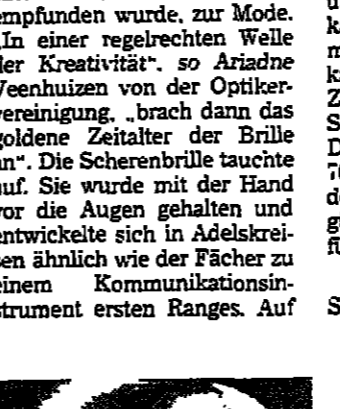 empfunden wurde, zur Mode.
„In einer regelrechten Welle
der Kreativität“, so Ariadne
Veenhuizen von der Optiker-
vereinigung, „brach dann das
goldene Zeitalter der Brille
an“. Die Scherenbrille tauchte
auf. Sie wurde mit der Hand
vor die Augen gehalten und
entwickelte sich in Adelskrei-
sen ähnlich wie der Fächer zu
einem Kommunikationsin-
strument ersten Ranges. Auf